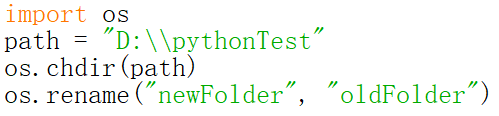 import os
path = "D:\\pythonTest"
os.chdir(path)
os.rename("newFolder", "oldFolder")